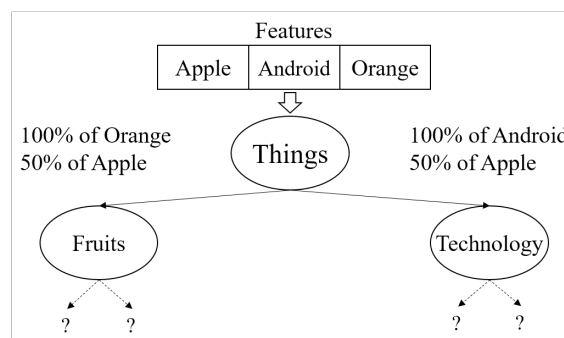 Features
Apple Android Orange
100% of Orange
50% of Apple
Things
100% of Android
50% of Apple
Fruits
Technology
? ? ? ?